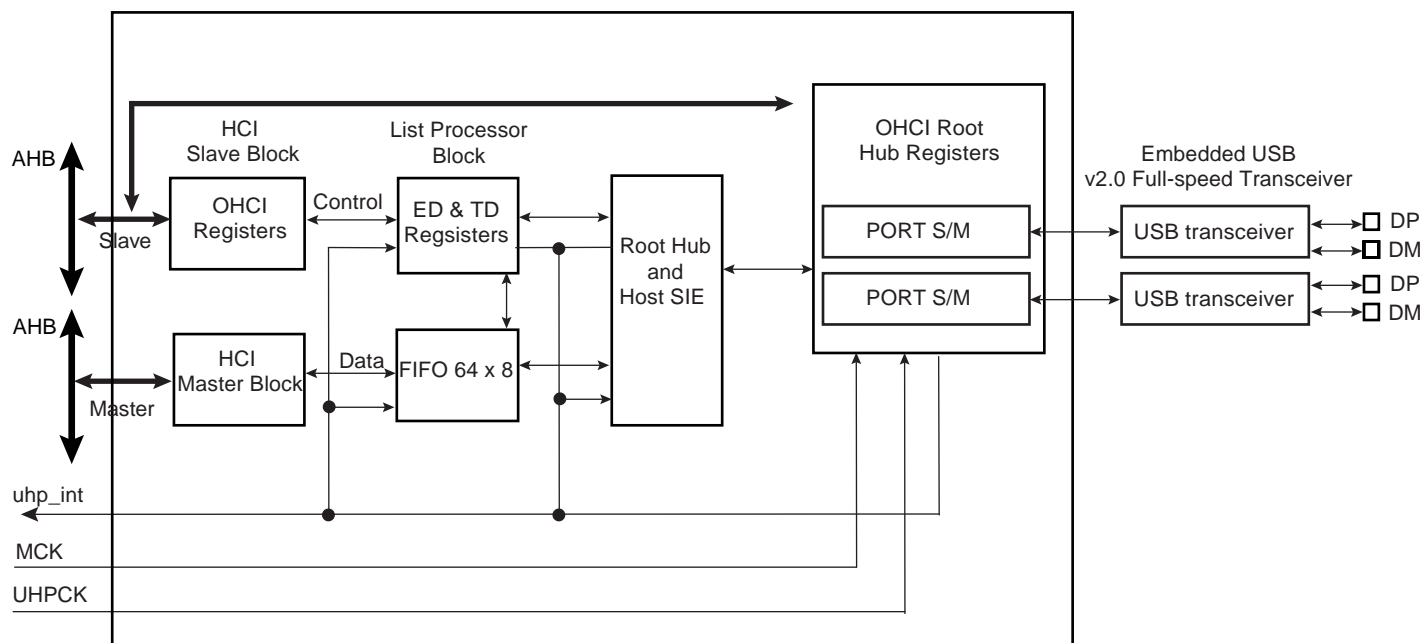 HCI
Slave Block
List Processor
Block
OHCI Root
Hub Registers
Embedded USB
v2.0 Full-speed Transceiver
AHB
Slave
OHCI
Registers
Control
ED & TD
Regsisters
Root Hub
and
Host SIE
PORT S/M
USB transceiver
DP
DM
PORT S/M
USB transceiver
DP
DM
AHB
Master
HCI
Master Block
Data
FIFO 64 x 8
uhp_int
MCK
UHPCK